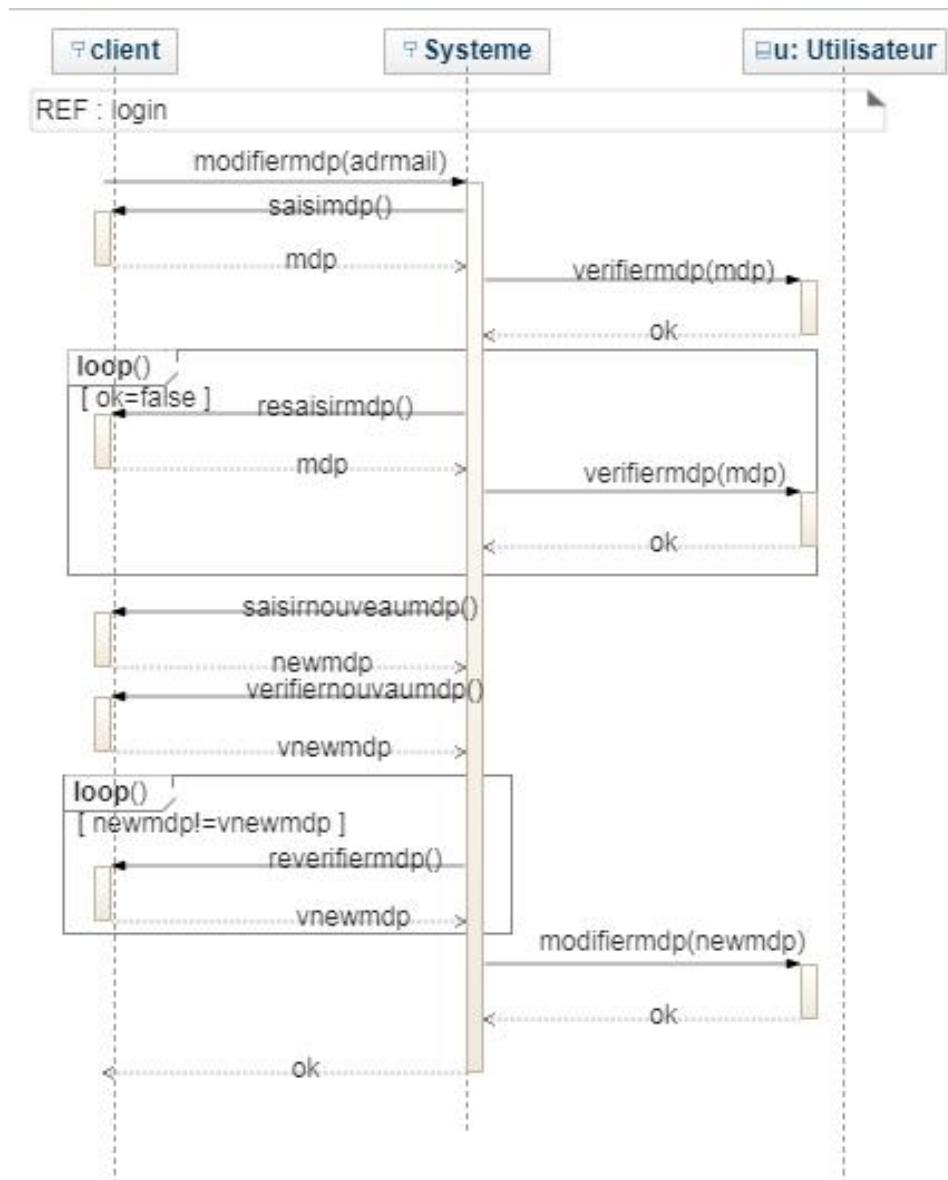 client
Systeme
u: Utilisateur
REF : login
modifiermdp(adrmail)
saisimdp()
mdp
verifiermdp(mdp)
ok
loop()
[ ok=false ]
resaisirmdp()
mdp
verifiermdp(mdp)
ok
saisirnouveaumdp()
newmdp
verifiernouvaumdp()
vnewmdp
loop()
[ newmdp!=vnewmdp ]
reverifiermdp()
vnewmdp
modifiermdp(newmdp)
ok
ok